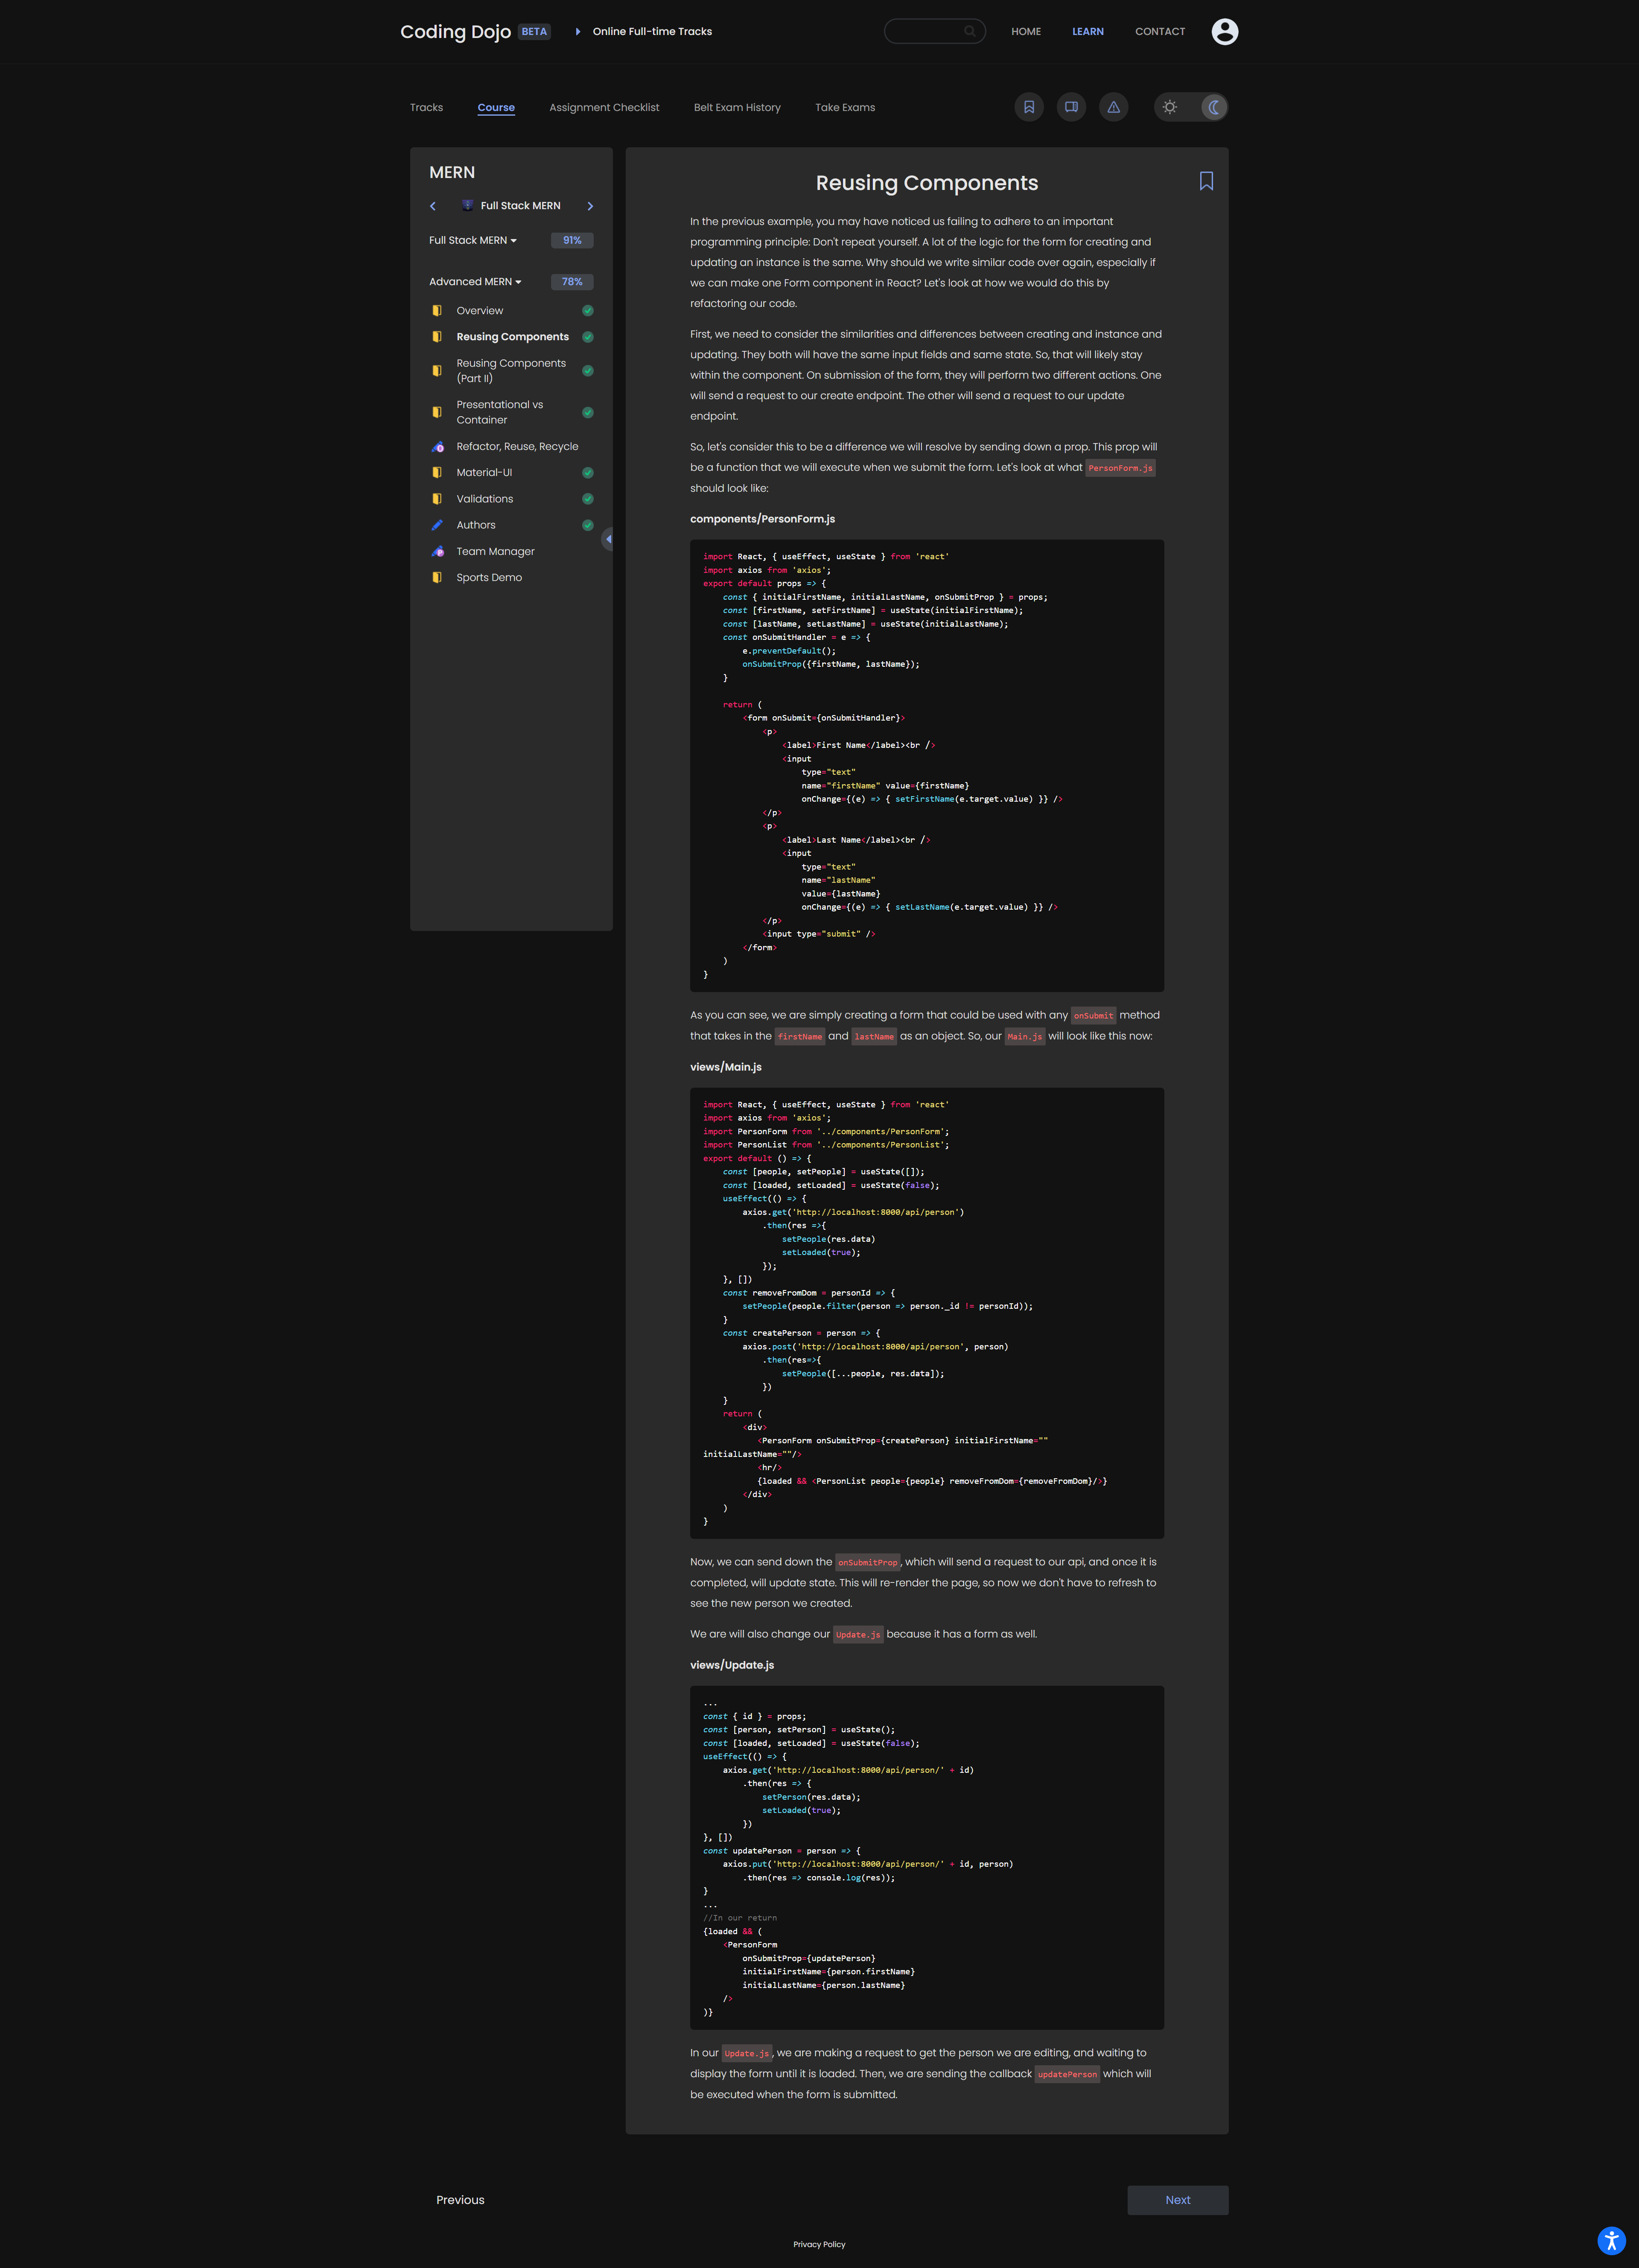 Coding Dojo BETA Online Full-time Tracks HOME LEARN CONTACT
Tracks Course Assignment Checklist Belt Exam History Take Exams
MERN
Full Stack MERN
Full Stack MERN 91%
Advanced MERN 78%
Overview
Reusing Components
Reusing Components
(Part II)
Presentational vs
Container
Refactor, Reuse, Recycle
Material-UI
Validations
Authors
Team Manager
Sports Demo
Reusing Components
In the previous example, you may have noticed us failing to adhere to an important
programming principle: Don't repeat yourself. A lot of the logic for the form for creating and
updating an instance is the same. Why should we write similar code over again, especially if
we can make one Form component in React? Let's look at how we would do this by
refactoring our code.
First, we need to consider the similarities and differences between creating and instance and
updating. They both will have the same input fields and same state. So, that will likely stay
within the component. On submission of the form, they will perform two different actions. One
will send a request to our create endpoint. The other will send a request to our update
endpoint.
So, let's consider this to be a difference we will resolve by sending down a prop. This prop will
be a function that we will execute when we submit the form. Let's look at what PersonForm.js
should look like:
components/PersonForm.js
import React, { useEffect, useState } from 'react'
import axios from 'axios';
export default props => {
    const { initialFirstName, initialLastName, onSubmitProp } = props;
    const [firstName, setFirstName] = useState(initialFirstName);
    const [lastName, setLastName] = useState(initialLastName);
    const onSubmitHandler = e => {
        e.preventDefault();
        onSubmitProp({firstName, lastName});
    }
    return (
        <form onSubmit={onSubmitHandler}>
            <p>
                <label>First Name</label><br />
                <input
                    type="text"
                    name="firstName" value={firstName}
                    onChange={(e) => { setFirstName(e.target.value) }} />
            </p>
            <p>
                <label>Last Name</label><br />
                <input
                    type="text"
                    name="lastName"
                    value={lastName}
                    onChange={(e) => { setLastName(e.target.value) }} />
            </p>
            <input type="submit" />
        </form>
    )
}
As you can see, we are simply creating a form that could be used with any onSubmit method
that takes in the firstName and lastName as an object. So, our Main.js will look like this now:
views/Main.js
import React, { useEffect, useState } from 'react'
import axios from 'axios';
import PersonForm from '../components/PersonForm';
import PersonList from '../components/PersonList';
export default () => {
    const [people, setPeople] = useState([]);
    const [loaded, setLoaded] = useState(false);
    useEffect(() => {
        axios.get('http://localhost:8000/api/person')
            .then(res =>{
                setPeople(res.data)
                setLoaded(true);
            });
    }, [])
    const removeFromDom = personId => {
        setPeople(people.filter(person => person._id != personId));
    }
    const createPerson = person => {
        axios.post('http://localhost:8000/api/person', person)
            .then(res=>{
                setPeople([...people, res.data]);
            })
    }
    return (
        <div>
           <PersonForm onSubmitProp={createPerson} initialFirstName=""
initialLastName=""/>
           <hr/>
           {loaded && <PersonList people={people} removeFromDom={removeFromDom}/>}
        </div>
    )
}
Now, we can send down the onSubmitProp, which will send a request to our api, and once it is
completed, will update state. This will re-render the page, so now we don't have to refresh to
see the new person we created.
We are will also change our Update.js because it has a form as well.
views/Update.js
...
const { id } = props;
const [person, setPerson] = useState();
const [loaded, setLoaded] = useState(false);
useEffect(() => {
    axios.get('http://localhost:8000/api/person/' + id)
        .then(res => {
            setPerson(res.data);
            setLoaded(true);
        })
}, [])
const updatePerson = person => {
    axios.put('http://localhost:8000/api/person/' + id, person)
        .then(res => console.log(res));
}
...
//In our return
{loaded && (
    <PersonForm
        onSubmitProp={updatePerson}
        initialFirstName={person.firstName}
        initialLastName={person.lastName}
    />
)}
In our Update.js, we are making a request to get the person we are editing, and waiting to
display the form until it is loaded. Then, we are sending the callback updatePerson which will
be executed when the form is submitted.
Previous Next
Privacy Policy